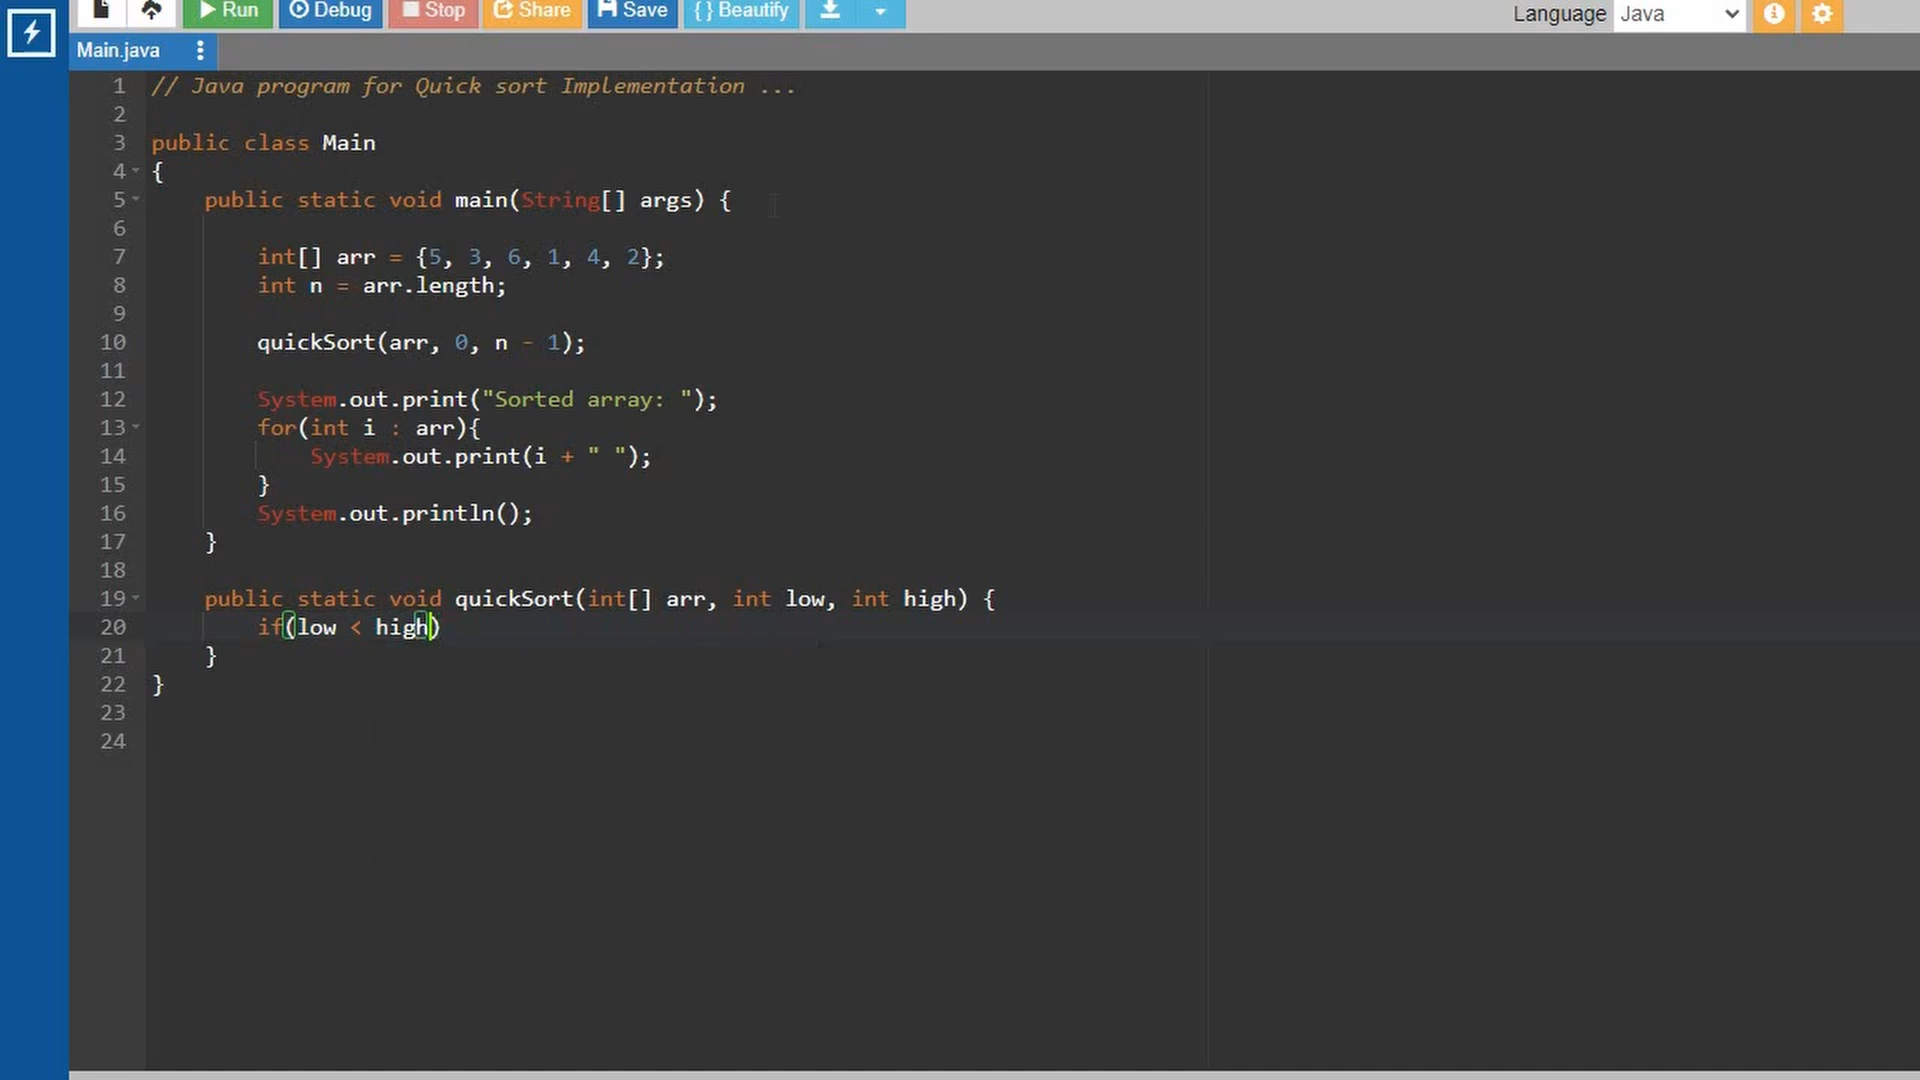 Run Debug Stop Share Save { } Beautify Language Java
Main.java
1 // Java program for Quick sort Implementation ...
2
3 public class Main
4 {
5 public static void main(String[] args) {
6
7 int[] arr = {5, 3, 6, 1, 4, 2};
8 int n = arr.length;
9
10 quickSort(arr, 0, n - 1);
11
12 System.out.print("Sorted array: ");
13 for(int i : arr){
14 System.out.print(i + " ");
15 }
16 System.out.println();
17 }
18
19 public static void quickSort(int[] arr, int low, int high) {
20 if(low < high)
21 }
22 }
23
24